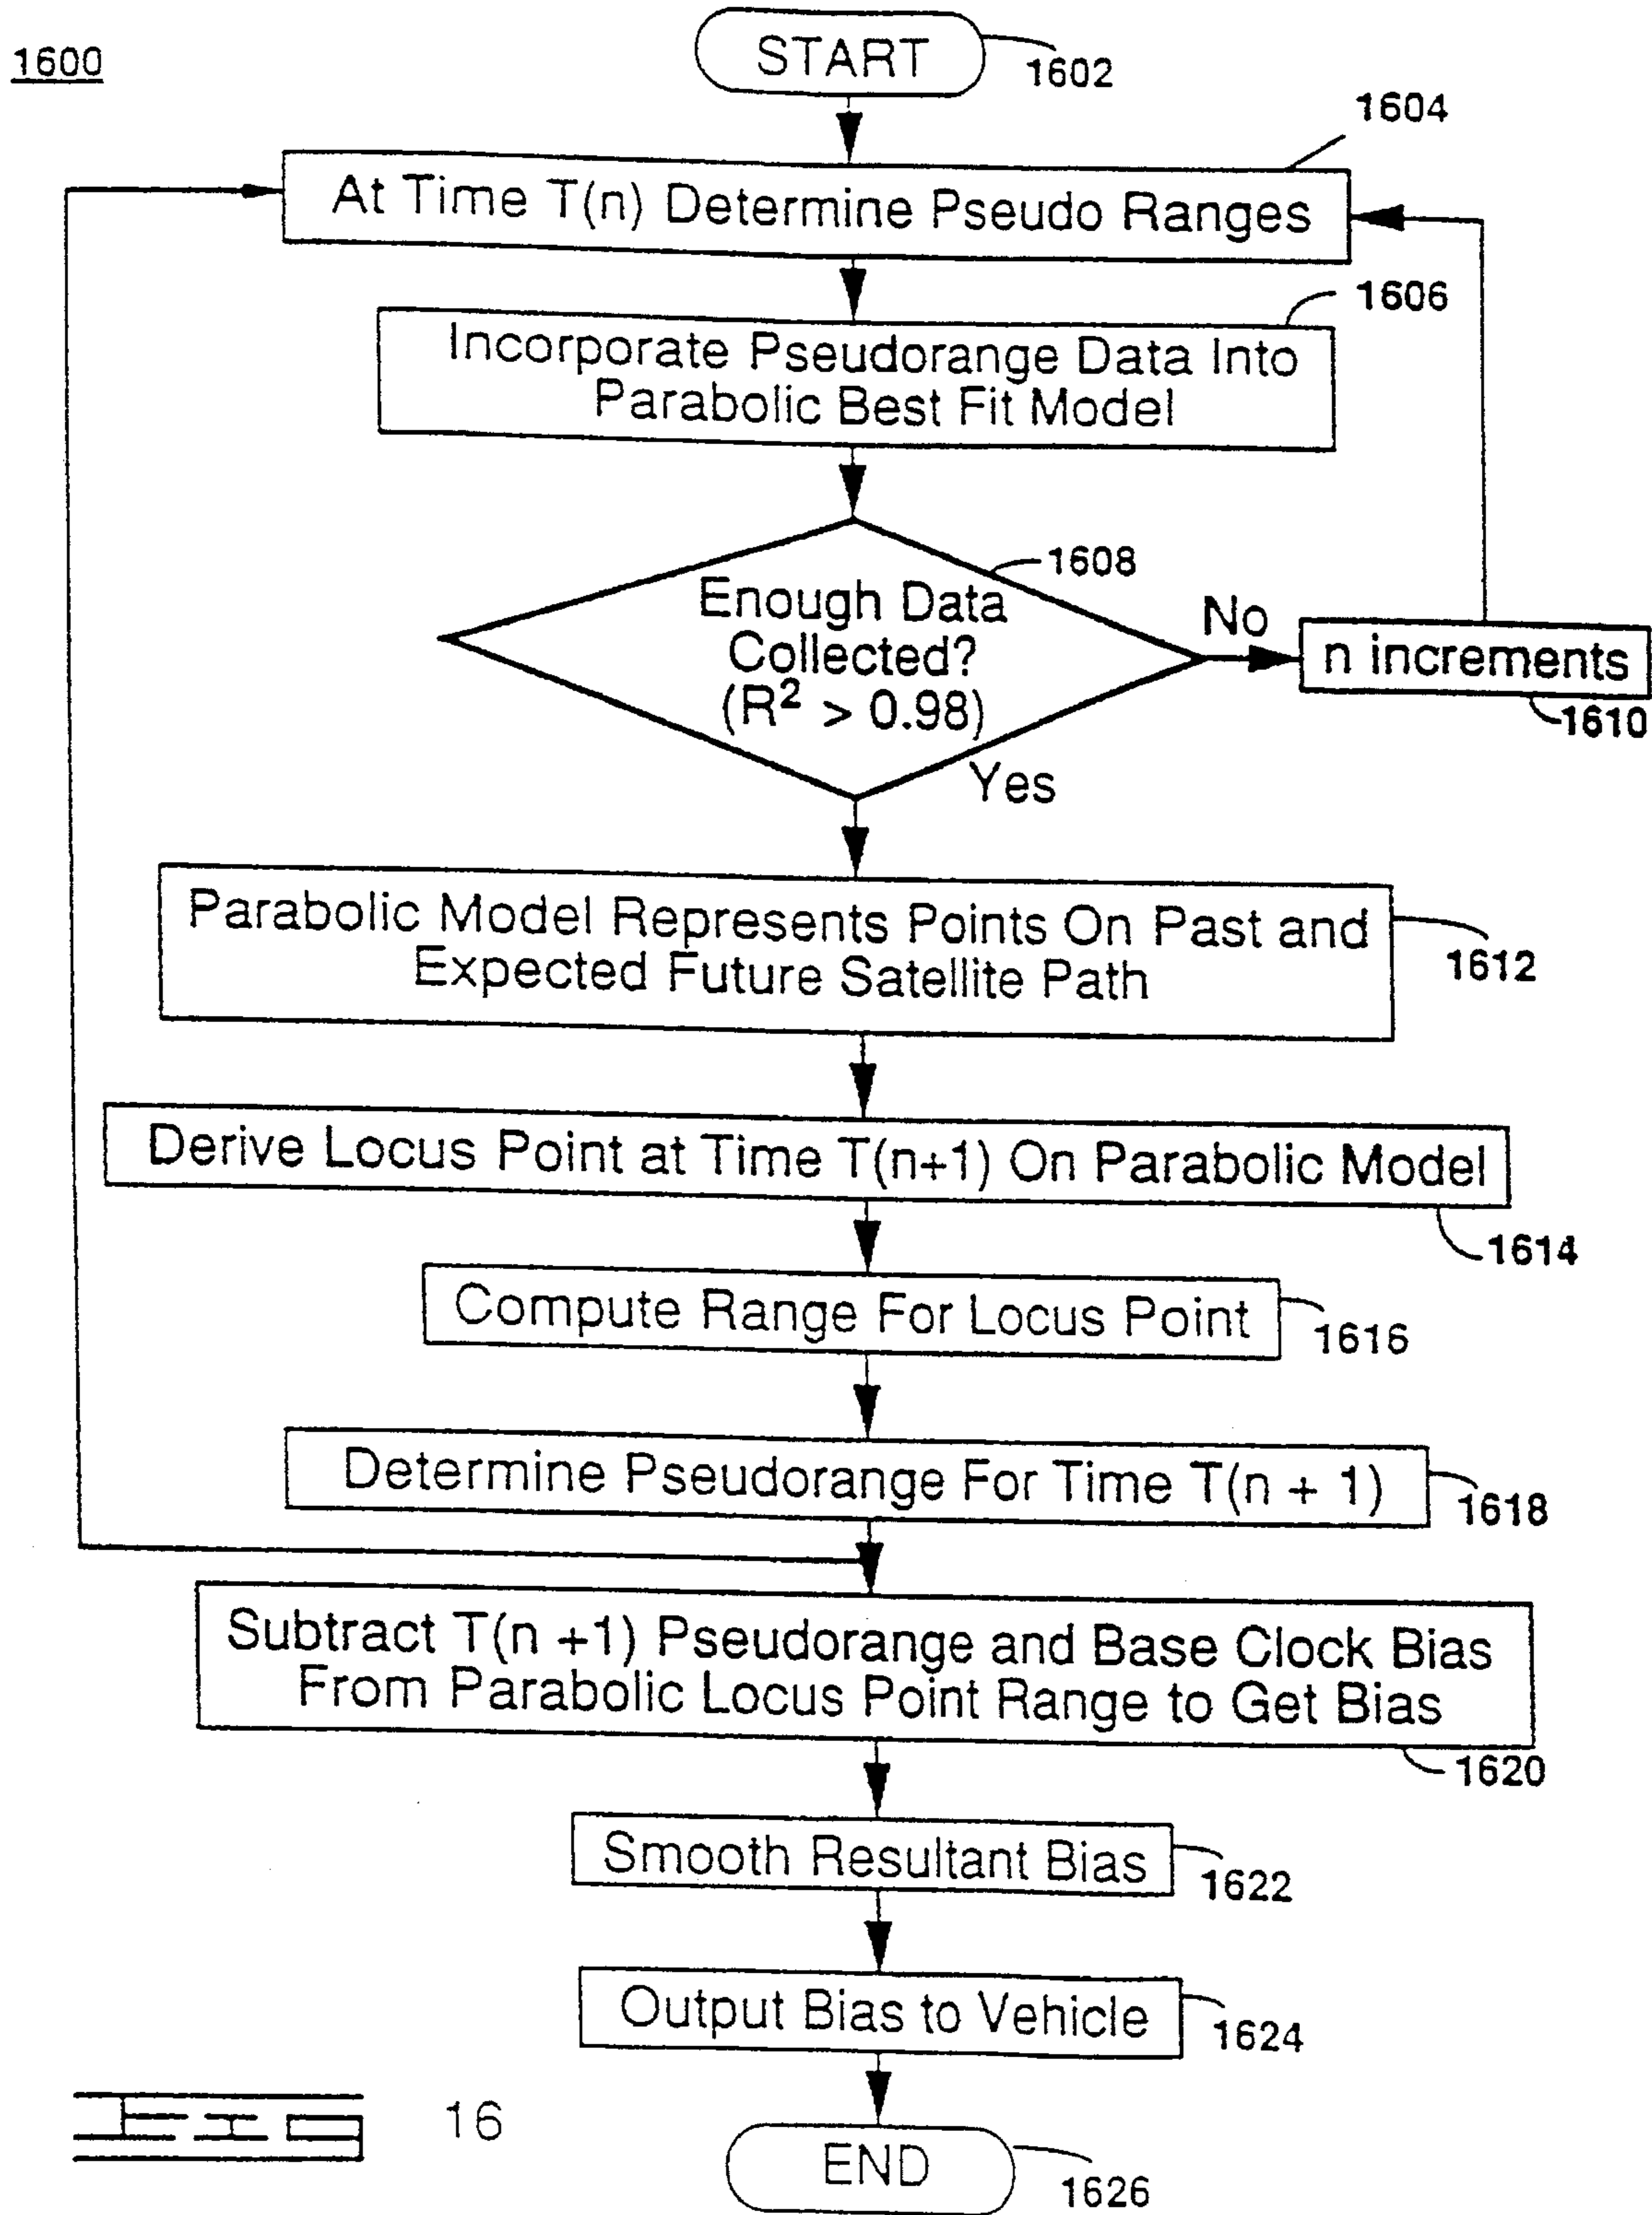 1600
START
1602
1604
At Time T(n) Determine Pseudo Ranges
1606
Incorporate Pseudorange Data Into
Parabolic Best Fit Model
1608
Enough Data
Collected?
(R² > 0.98)
No
n increments
1610
Yes
Parabolic Model Represents Points On Past and
Expected Future Satellite Path
1612
Derive Locus Point at Time T(n+1) On Parabolic Model
1614
Compute Range For Locus Point
1616
Determine Pseudorange For Time T(n + 1)
1618
Subtract T(n +1) Pseudorange and Base Clock Bias
From Parabolic Locus Point Range to Get Bias
1620
Smooth Resultant Bias
1622
Output Bias to Vehicle
1624
FIG 16
END
1626